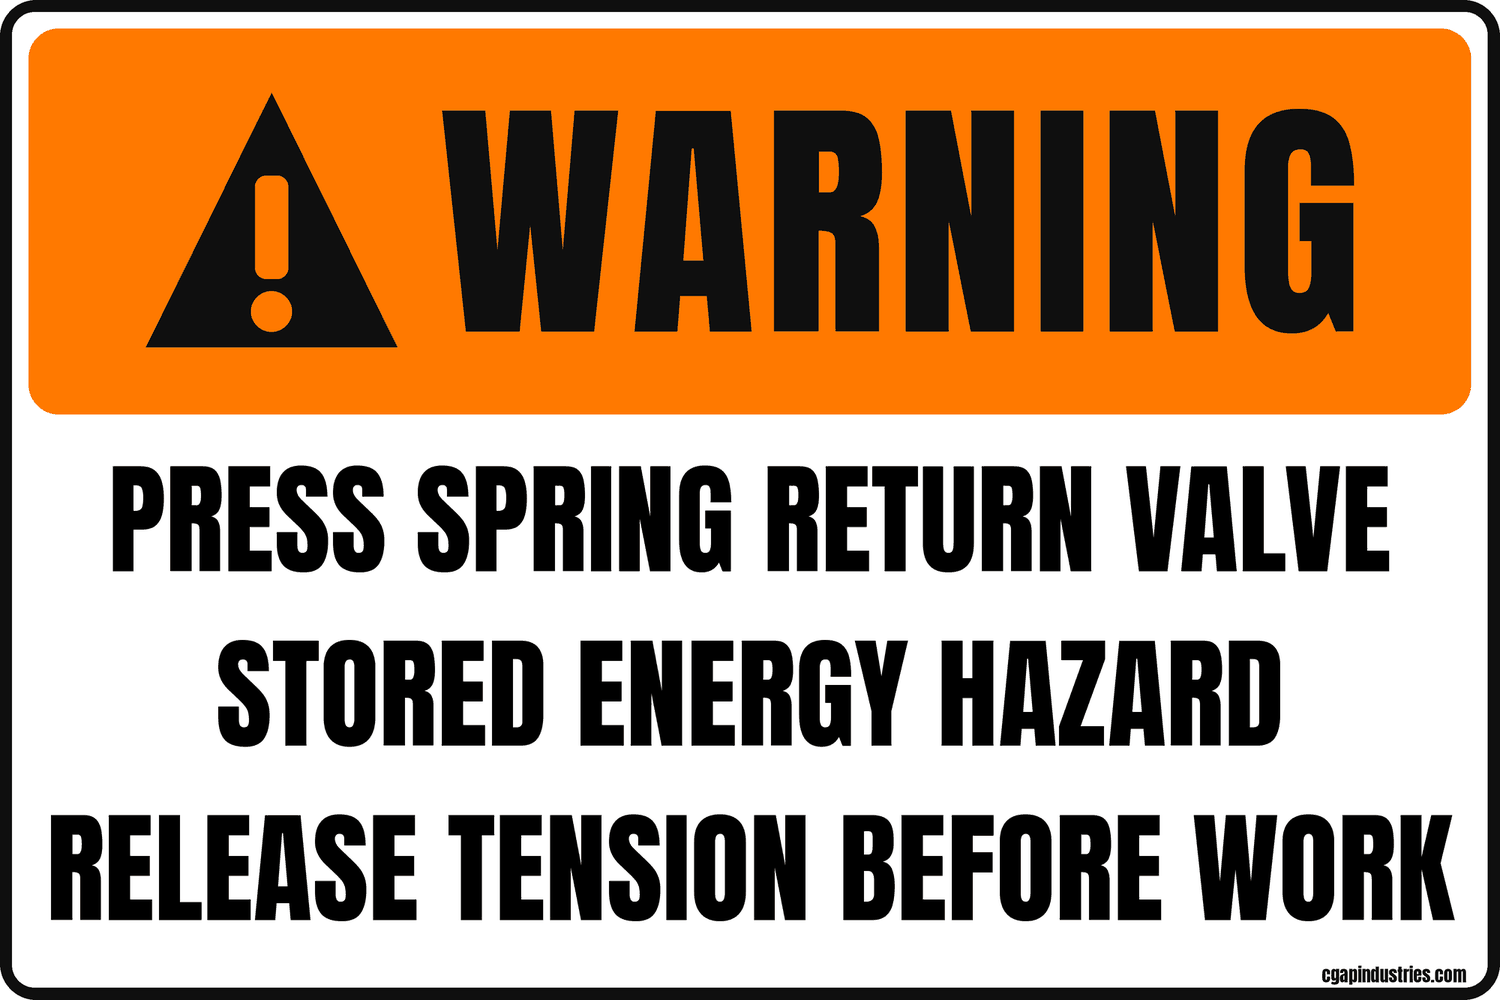 WARNING
PRESS SPRING RETURN VALVE
STORED ENERGY HAZARD
RELEASE TENSION BEFORE WORK
cgapindustries.com